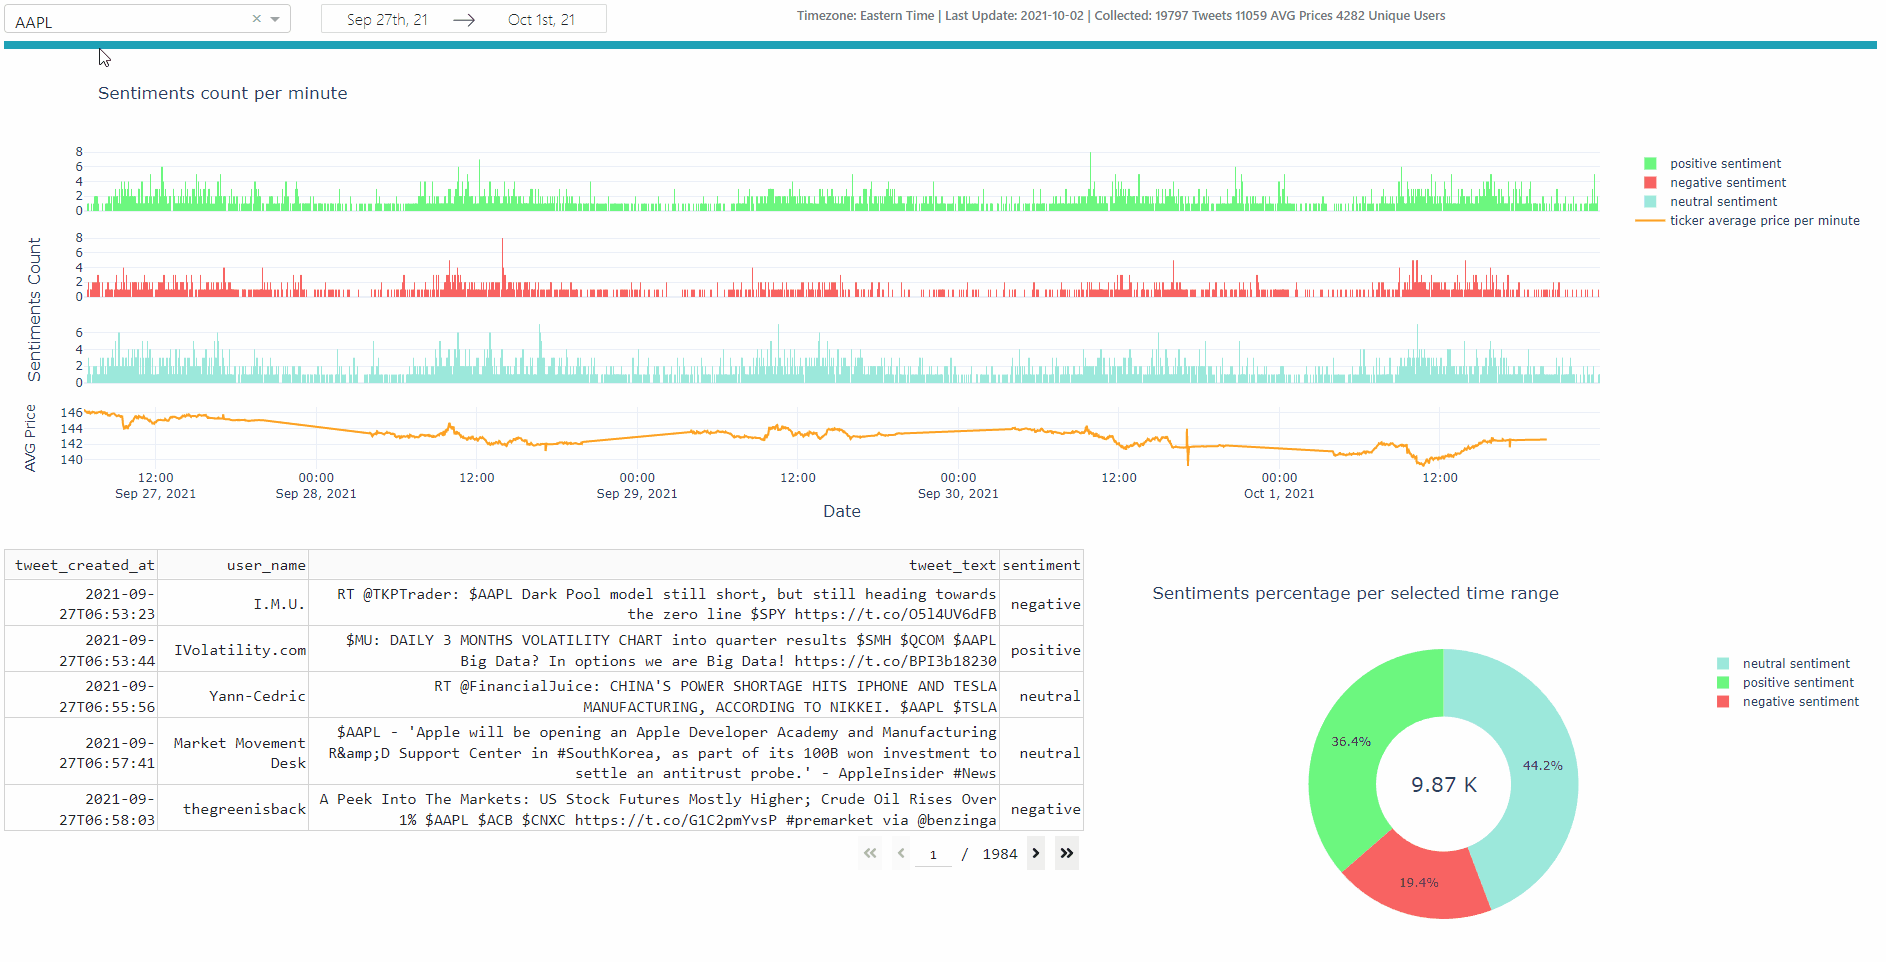 AAPL
Sep 27th, 21 → Oct 1st, 21
Timezone: Eastern Time | Last Update: 2021-10-02 | Collected: 19797 Tweets 11059 AVG Prices 4282 Unique Users
Sentiments count per minute
8
6
4
2
0
positive sentiment
negative sentiment
neutral sentiment
ticker average price per minute
Sentiments Count
8
6
4
2
0
6
4
2
0
AVG Price
146
144
142
140
12:00 00:00 12:00 00:00 12:00 00:00 12:00 00:00 12:00
Sep 27, 2021 Sep 28, 2021 Sep 29, 2021 Sep 30, 2021 Oct 1, 2021
Date
tweet_created_at user_name tweet_text sentiment
2021-09-
27T06:53:23
I.M.U.
RT @TKPTrader: $AAPL Dark Pool model still short, but still heading towards
the zero line $SPY https://t.co/O5l4UV6dFB
negative
2021-09-
27T06:53:44
IVolatility.com
$MU: DAILY 3 MONTHS VOLATILITY CHART into quarter results $SMH $QCOM $AAPL
Big Data? In options we are Big Data! https://t.co/BPI3b18230
positive
2021-09-
27T06:55:56
Yann-Cedric
RT @FinancialJuice: CHINA'S POWER SHORTAGE HITS IPHONE AND TESLA
MANUFACTURING, ACCORDING TO NIKKEI. $AAPL $TSLA
neutral
2021-09-
27T06:57:41
Market Movement
Desk
$AAPL - 'Apple will be opening an Apple Developer Academy and Manufacturing
R&amp;D Support Center in #SouthKorea, as part of its 100B won investment to
settle an antitrust probe.' - AppleInsider #News
neutral
2021-09-
27T06:58:03
thegreenisback
A Peek Into The Markets: US Stock Futures Mostly Higher; Crude Oil Rises Over
1% $AAPL $ACB $CNXC https://t.co/G1C2pmYvsP #premarket via @benzinga
negative
1 / 1984
Sentiments percentage per selected time range
neutral sentiment
positive sentiment
negative sentiment
36.4%
44.2%
9.87 K
19.4%